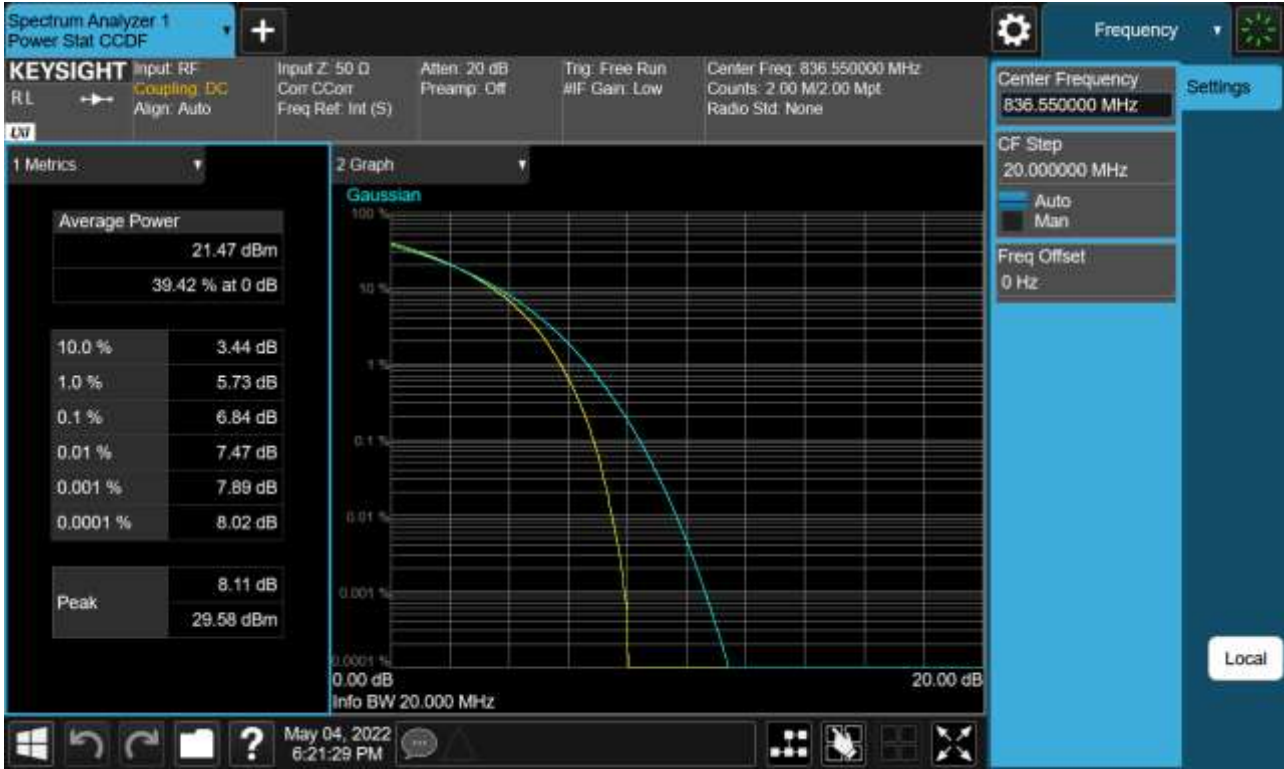 Spectrum Analyzer 1
Power Stat CCDF
+
Frequency
KEYSIGHT
RL
LXI
Input: RF
Coupling: DC
Align: Auto
Input Z: 50 Ω
Corr CCorr
Freq Ref: Int (S)
Atten: 20 dB
Preamp: Off
Trig: Free Run
#IF Gain: Low
Center Freq: 836.550000 MHz
Counts: 2.00 M/2.00 Mpt
Radio Std: None
Center Frequency
836.550000 MHz
Settings
CF Step
20.000000 MHz
Auto
Man
Freq Offset
0 Hz
Local
1 Metrics
Average Power
21.47 dBm
39.42 % at 0 dB
10.0 % 3.44 dB
1.0 % 5.73 dB
0.1 % 6.84 dB
0.01 % 7.47 dB
0.001 % 7.89 dB
0.0001 % 8.02 dB
Peak
8.11 dB
29.58 dBm
2 Graph
Gaussian
100 %
10 %
1 %
0.1 %
0.01 %
0.001 %
0.0001 %
0.00 dB 20.00 dB
Info BW 20.000 MHz
?
May 04, 2022
6:21:29 PM